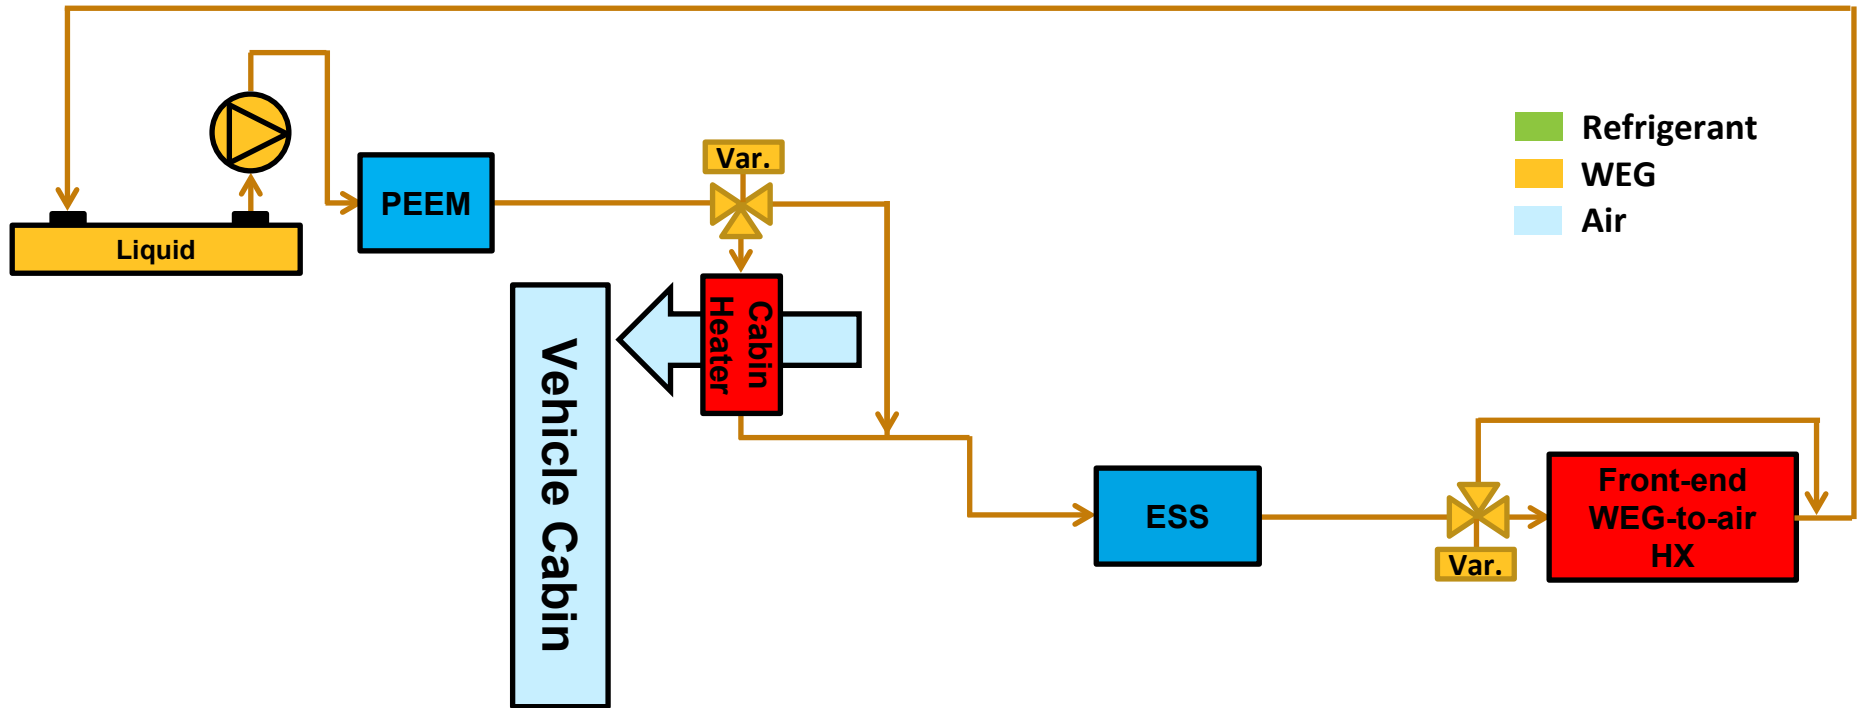 Refrigerant
WEG
Air
Var.
PEEM
Liquid
Cabin
Heater
Vehicle Cabin
ESS
Front-end
WEG-to-air
HX
Var.